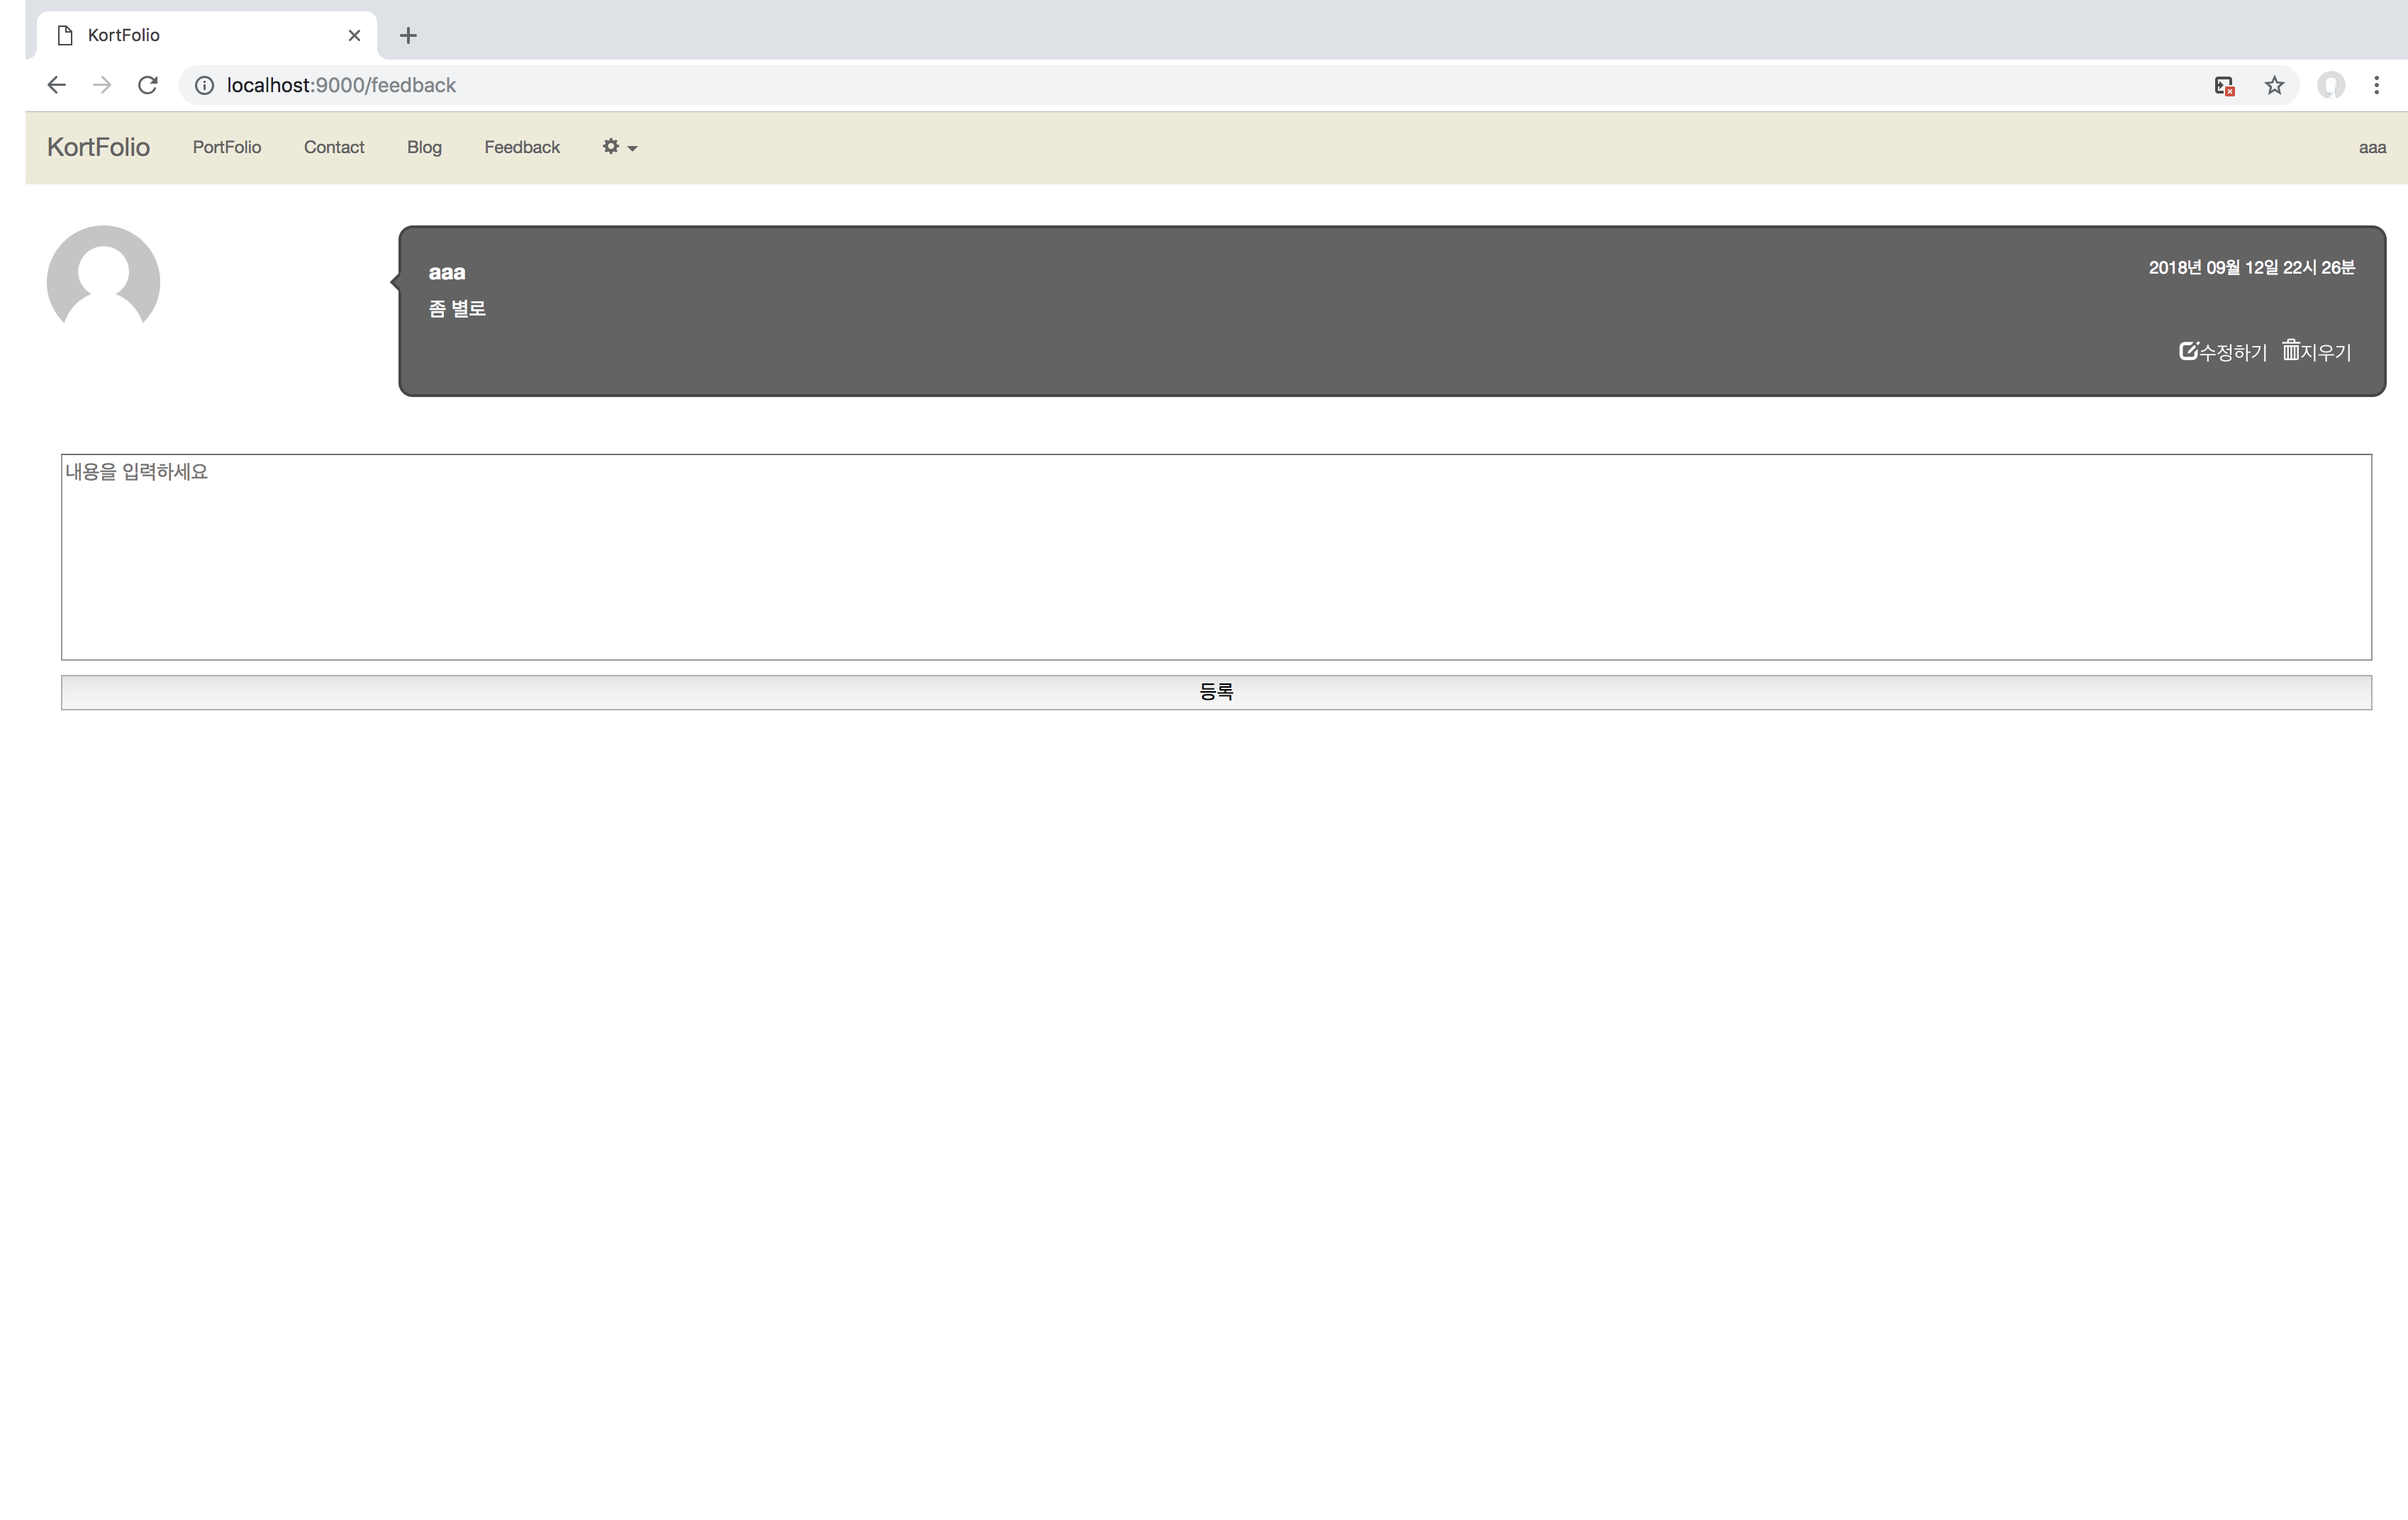 KortFolio
localhost:9000/feedback
KortFolio PortFolio Contact Blog Feedback aaa
aaa 2018년 09월 12일 22시 26분
좀 별로
수정하기 지우기
내용을 입력하세요
등록